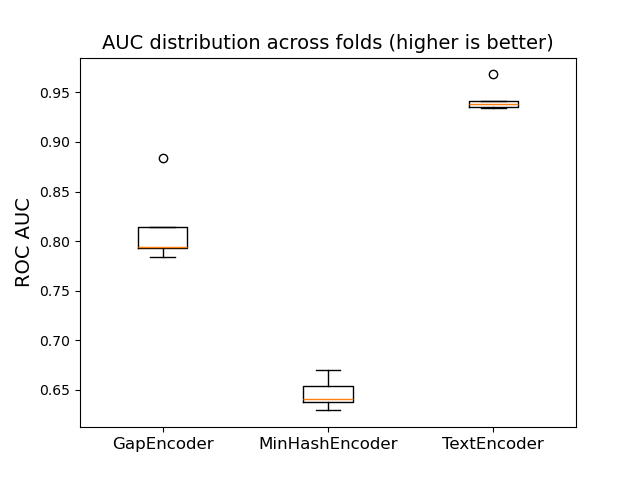 AUC distribution across folds (higher is better)
ROC AUC
0.95
0.90
0.85
0.80
0.75
0.70
0.65
GapEncoder
MinHashEncoder
TextEncoder